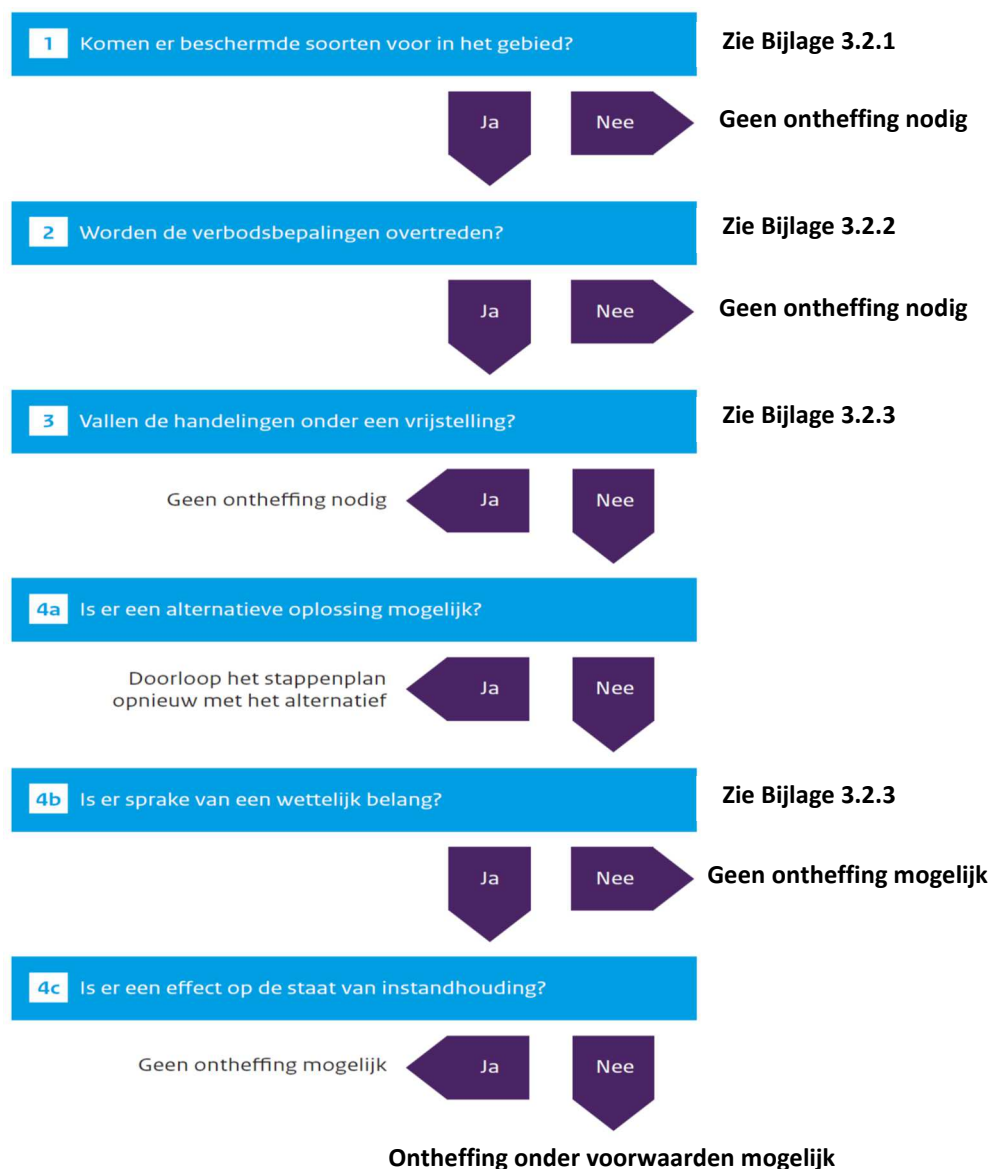 1 Komen er beschermde soorten voor in het gebied?
Zie Bijlage 3.2.1
Ja
Nee
Geen ontheffing nodig
2 Worden de verbodsbepalingen overtreden?
Zie Bijlage 3.2.2
Ja
Nee
Geen ontheffing nodig
3 Vallen de handelingen onder een vrijstelling?
Zie Bijlage 3.2.3
Geen ontheffing nodig
Ja
Nee
4a Is er een alternatieve oplossing mogelijk?
Doorloop het stappenplan
opnieuw met het alternatief
Ja
Nee
4b Is er sprake van een wettelijk belang?
Zie Bijlage 3.2.3
Ja
Nee
Geen ontheffing mogelijk
4c Is er een effect op de staat van instandhouding?
Geen ontheffing mogelijk
Ja
Nee
Ontheffing onder voorwaarden mogelijk